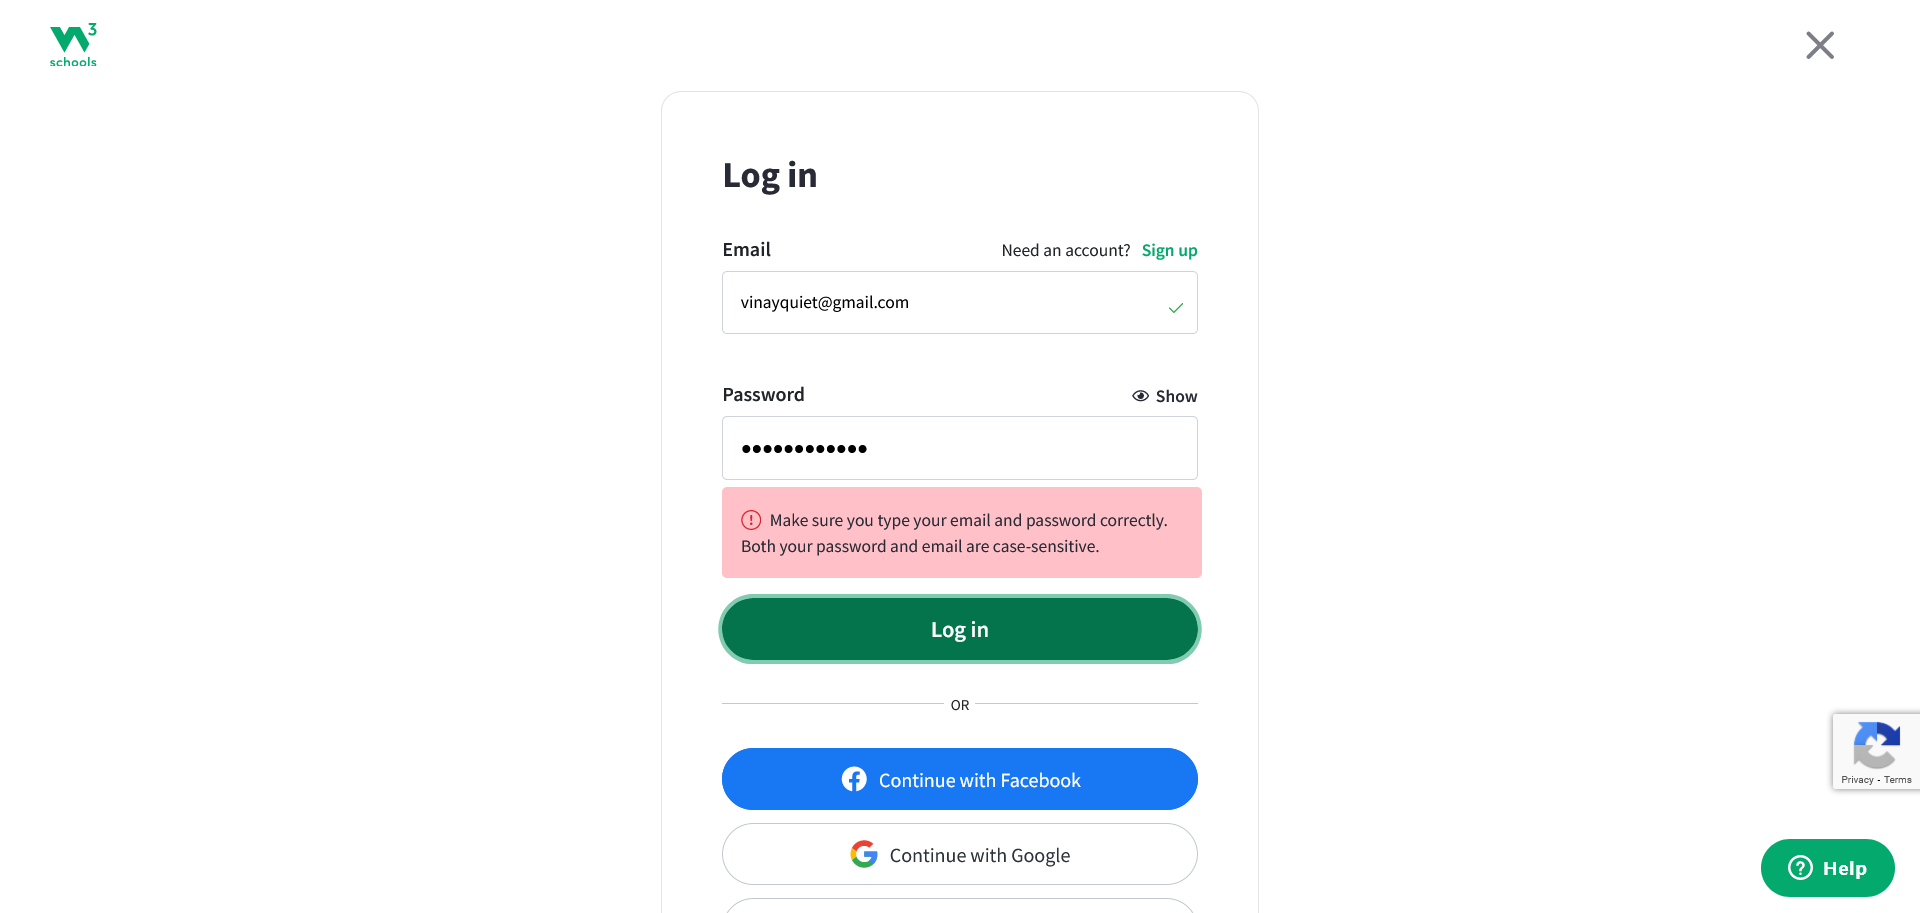 3
schools
Log in
Email
Need an account? Sign up
vinayquiet@gmail.com
Password
Show
••••••••••••
Make sure you type your email and password correctly.
Both your password and email are case-sensitive.
Log in
OR
Continue with Facebook
Continue with Google
Privacy - Terms
Help